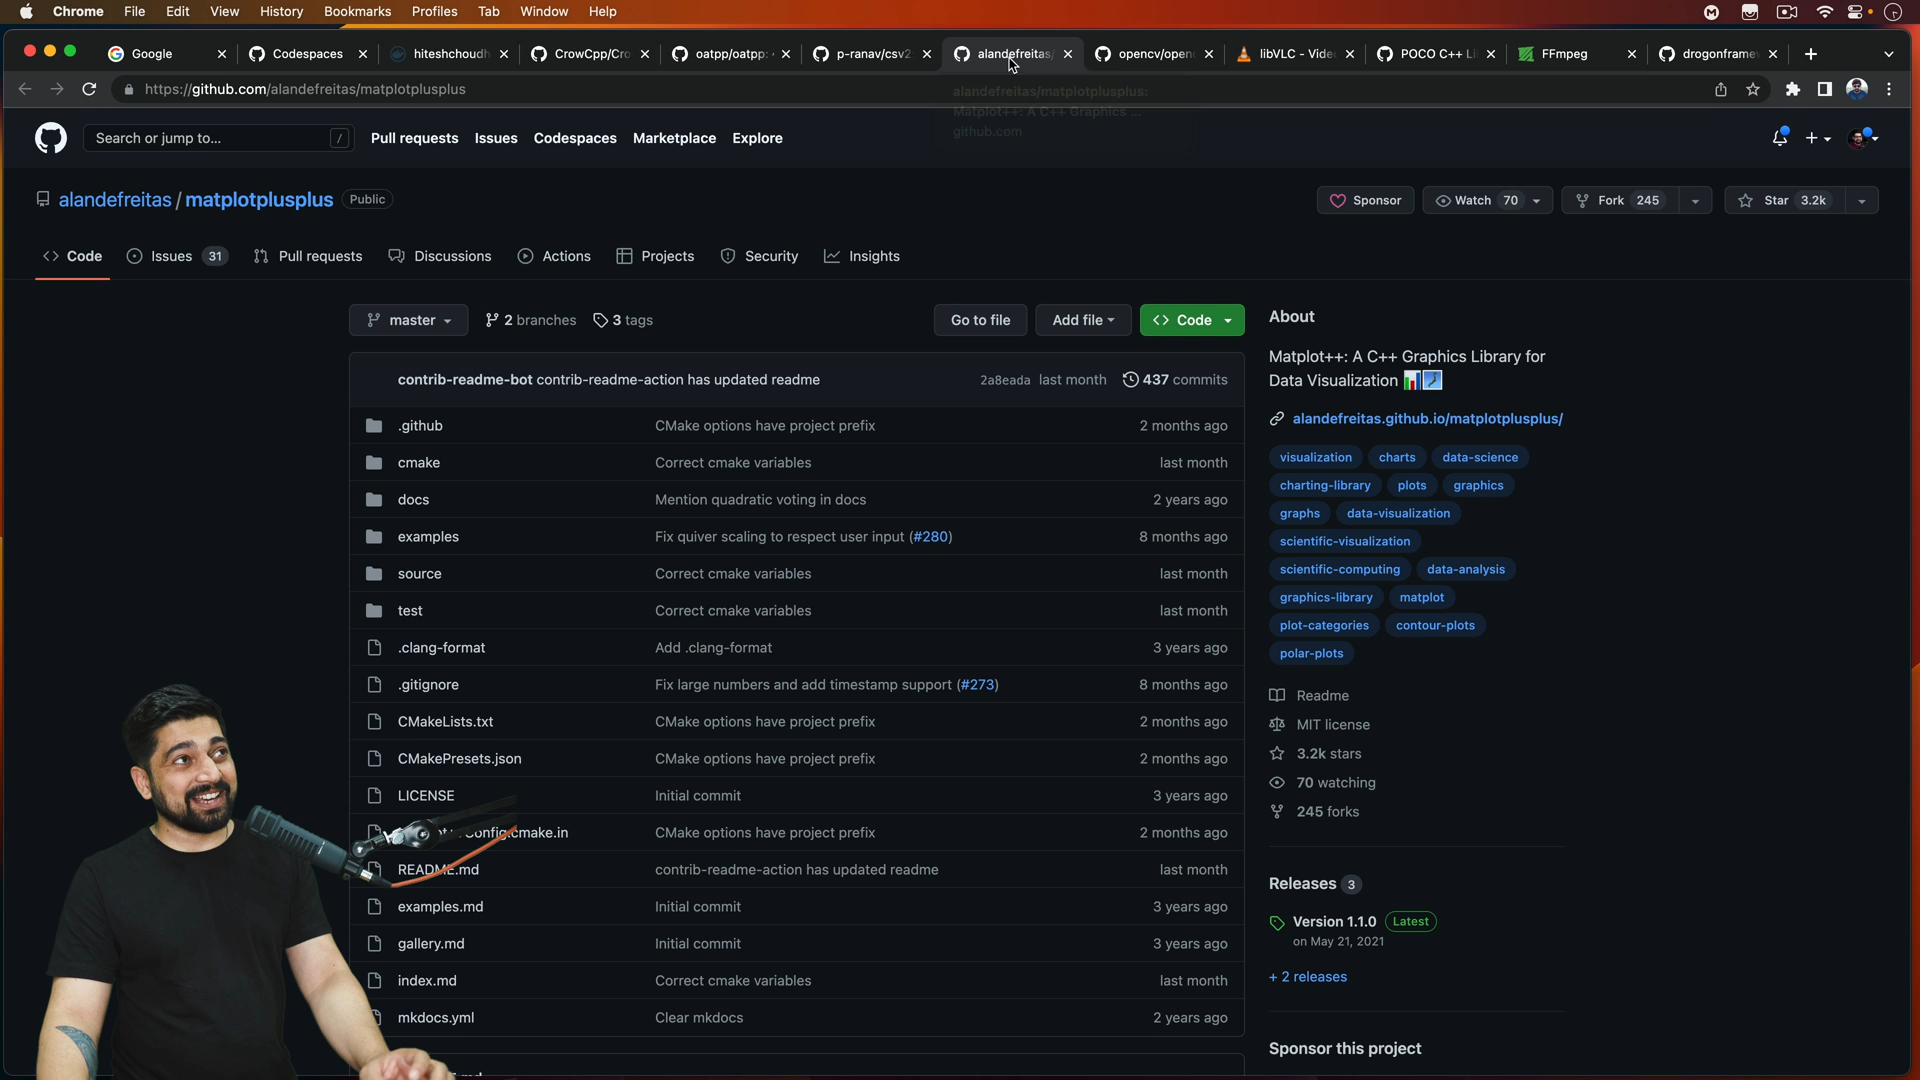 Chrome File Edit View History Bookmarks Profiles Tab Window Help
Google Codespaces hiteshchoudh CrowCpp/Cro oatpp/oatpp: p-ranav/csv2 alandefreitas/ opencv/open libVLC - Vide POCO C++ Li FFmpeg drogonframe
https://github.com/alandefreitas/matplotplusplus
alandefreitas/matplotplusplus:
Matplot++: A C++ Graphics ...
github.com
Search or jump to... / Pull requests Issues Codespaces Marketplace Explore
alandefreitas / matplotplusplus Public Sponsor Watch 70 Fork 245 Star 3.2k
Code Issues 31 Pull requests Discussions Actions Projects Security Insights
master 2 branches 3 tags Go to file Add file Code
contrib-readme-bot contrib-readme-action has updated readme 2a8eada last month 437 commits
.github CMake options have project prefix 2 months ago
cmake Correct cmake variables last month
docs Mention quadratic voting in docs 2 years ago
examples Fix quiver scaling to respect user input (#280) 8 months ago
source Correct cmake variables last month
test Correct cmake variables last month
.clang-format Add .clang-format 3 years ago
.gitignore Fix large numbers and add timestamp support (#273) 8 months ago
CMakeLists.txt CMake options have project prefix 2 months ago
CMakePresets.json CMake options have project prefix 2 months ago
LICENSE Initial commit 3 years ago
Config.cmake.in CMake options have project prefix 2 months ago
README.md contrib-readme-action has updated readme last month
examples.md Initial commit 3 years ago
gallery.md Initial commit 3 years ago
index.md Correct cmake variables last month
mkdocs.yml Clear mkdocs 2 years ago
About
Matplot++: A C++ Graphics Library for
Data Visualization
alandefreitas.github.io/matplotplusplus/
visualization charts data-science
charting-library plots graphics
graphs data-visualization
scientific-visualization
scientific-computing data-analysis
graphics-library matplot
plot-categories contour-plots
polar-plots
Readme
MIT license
3.2k stars
70 watching
245 forks
Releases 3
Version 1.1.0 Latest
on May 21, 2021
+ 2 releases
Sponsor this project